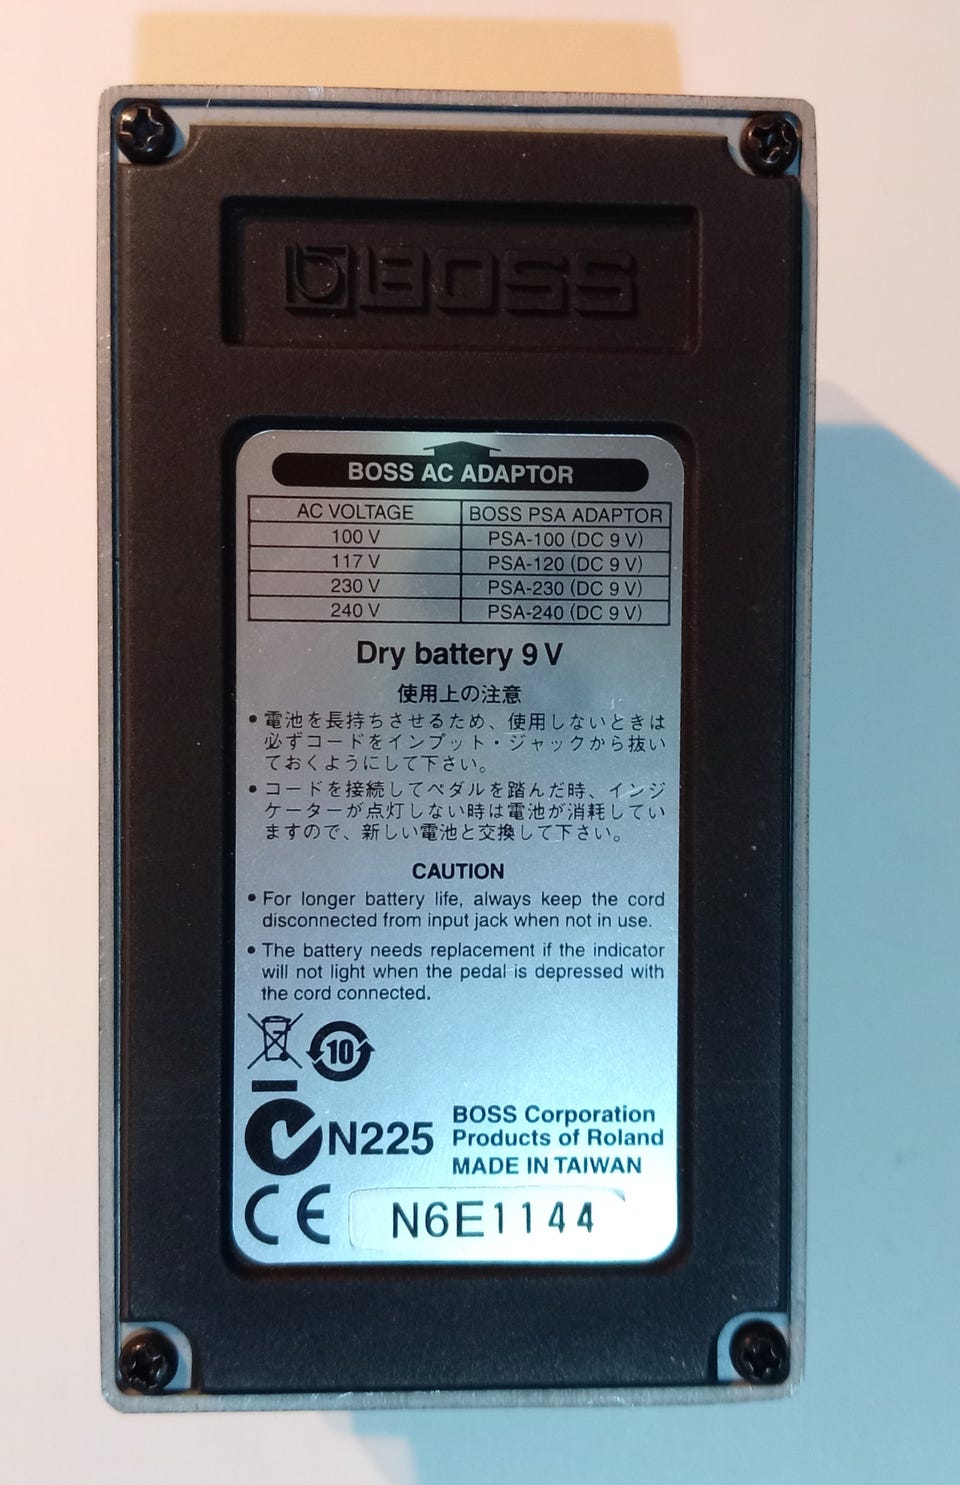 BOSS
BOSS AC ADAPTOR
AC VOLTAGE BOSS PSA ADAPTOR
100 V PSA-100 (DC 9 V)
117 V PSA-120 (DC 9 V)
230 V PSA-230 (DC 9 V)
240 V PSA-240 (DC 9 V)
Dry battery 9 V
使用上の注意
• 電池を長持ちさせるため、使用しないときは
必ずコードをインプット・ジャックから抜い
ておくようにして下さい。
• コードを接続してペダルを踏んだ時、インジ
ケーターが点灯しない時は電池が消耗してい
ますので、新しい電池と交換して下さい。
CAUTION
• For longer battery life, always keep the cord
disconnected from input jack when not in use.
• The battery needs replacement if the indicator
will not light when the pedal is depressed with
the cord connected.
10
N225
BOSS Corporation
Products of Roland
MADE IN TAIWAN
CE
N6E1144